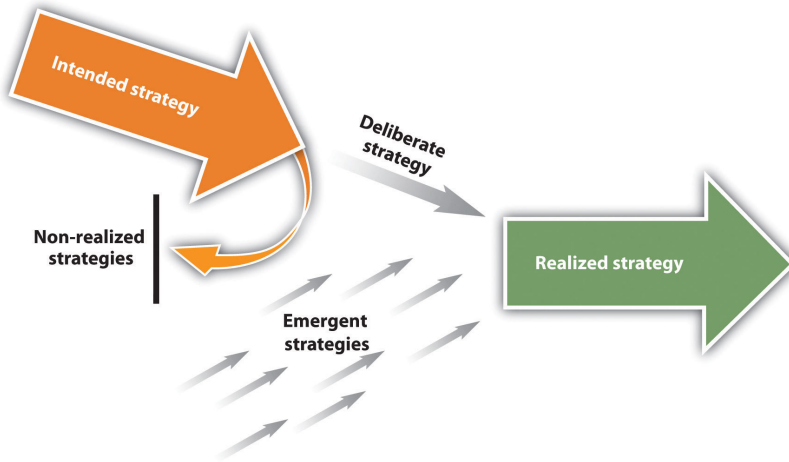 Intended strategy
Deliberate
strategy
Non-realized
strategies
Realized strategy
Emergent
strategies